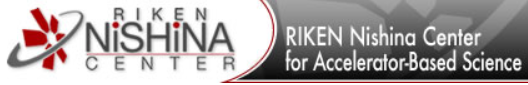 RIKEN
NiSHiNA
CENTER
RIKEN Nishina Center
for Accelerator-Based Science